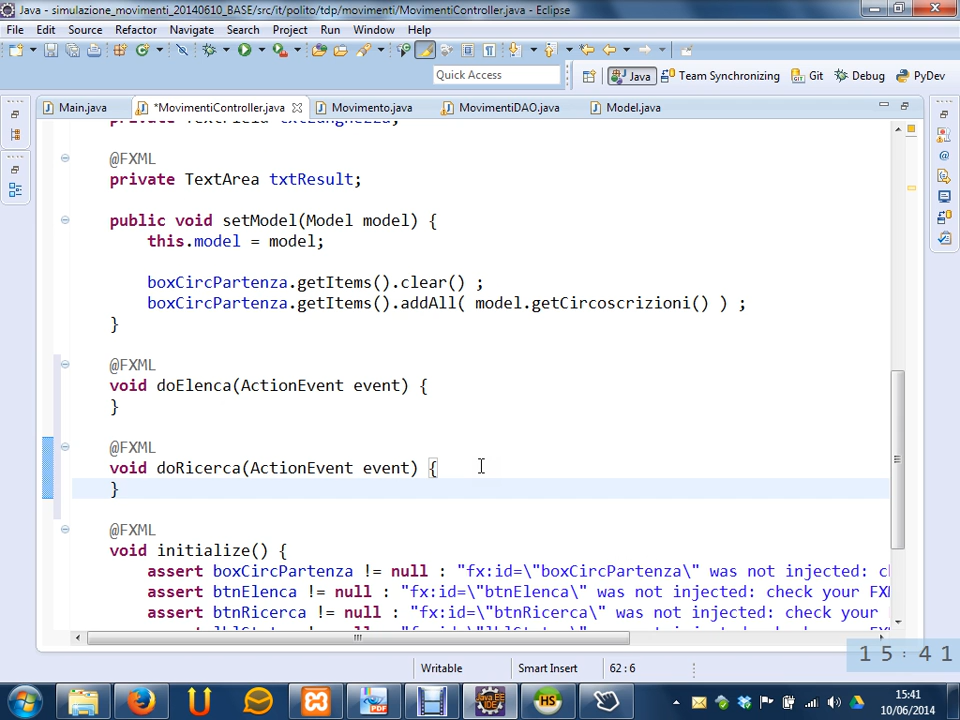 Java - simulazione_movimenti_20140610_BASE/src/it/polito/tdp/movimenti/MovimentiController.java - Eclipse
File Edit Source Refactor Navigate Search Project Run Window Help
Quick Access
Java Team Synchronizing Git Debug PyDev
Main.java *MovimentiController.java Movimento.java MovimentiDAO.java Model.java
private TextField txtLunghezza;
@FXML
private TextArea txtResult;
public void setModel(Model model) {
this.model = model;
boxCircPartenza.getItems().clear() ;
boxCircPartenza.getItems().addAll( model.getCircoscrizioni() ) ;
}
@FXML
void doElenca(ActionEvent event) {
}
@FXML
void doRicerca(ActionEvent event) {
}
@FXML
void initialize() {
assert boxCircPartenza != null : "fx:id=\"boxCircPartenza\" was not injected: ch
assert btnElenca != null : "fx:id=\"btnElenca\" was not injected: check your FXM
assert btnRicerca != null : "fx:id=\"btnRicerca\" was not injected: check your F
Writable Smart Insert 62 : 6
15:41
15:41
10/06/2014